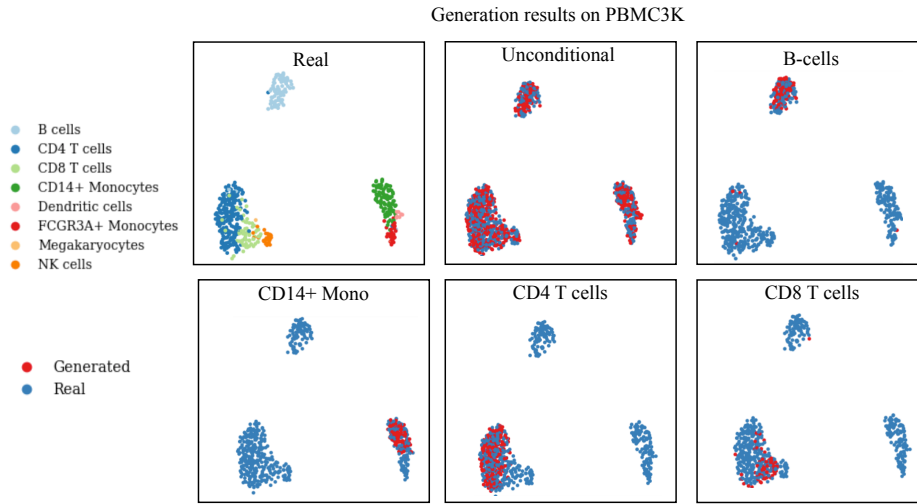 Generation results on PBMC3K
Real
Unconditional
B-cells
B cells
CD4 T cells
CD8 T cells
CD14+ Monocytes
Dendritic cells
FCGR3A+ Monocytes
Megakaryocytes
NK cells
CD14+ Mono
CD4 T cells
CD8 T cells
Generated
Real